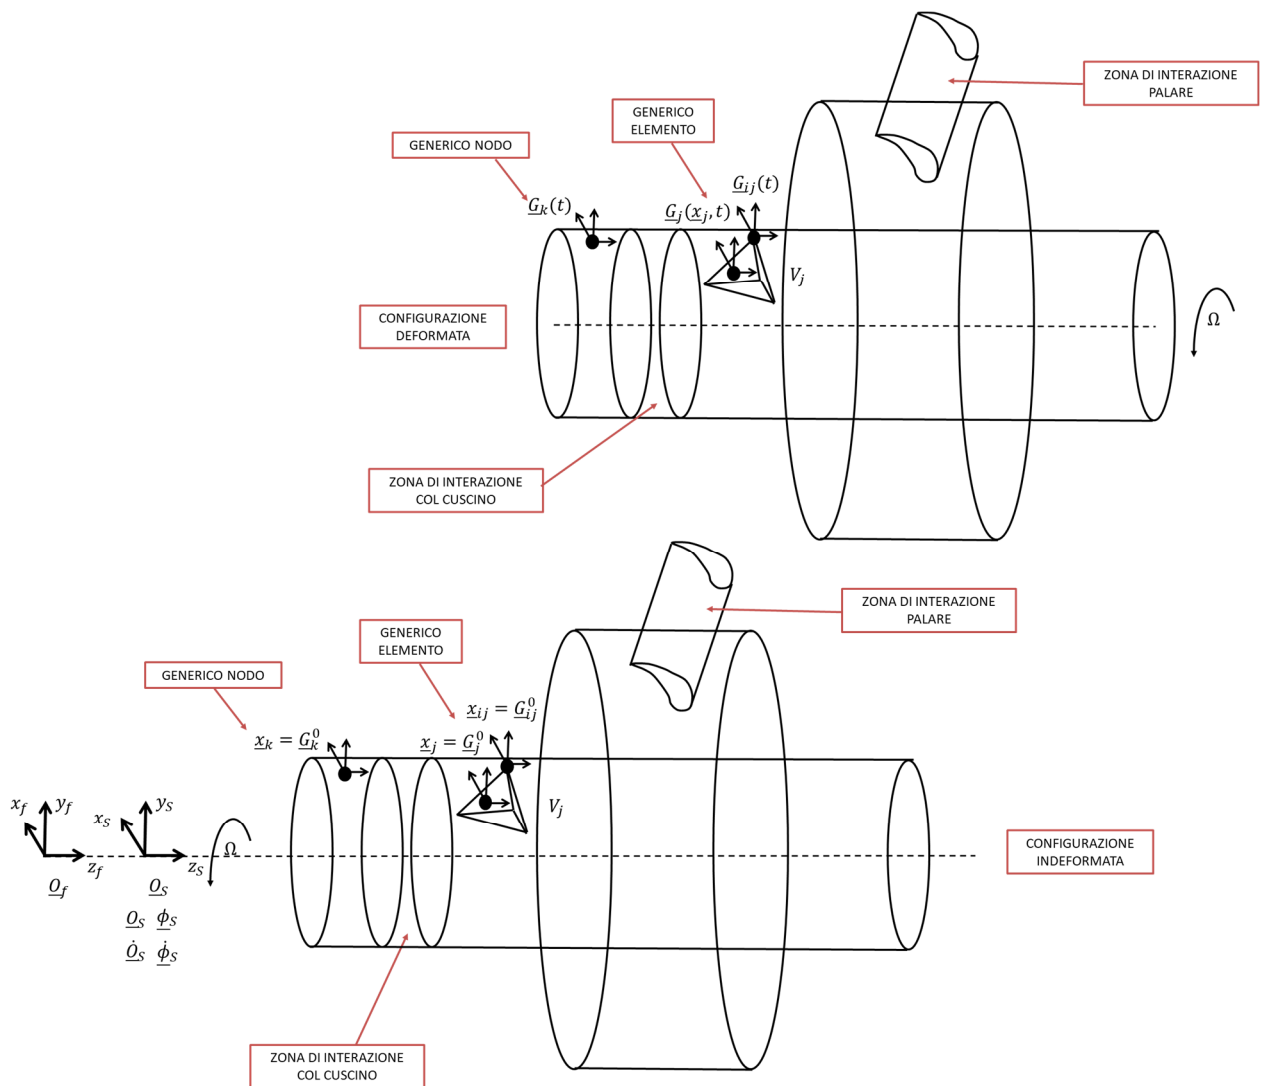 ZONA DI INTERAZIONE
PALARE
GENERICO
ELEMENTO
GENERICO NODO
G_ij(t)
G_k(t)
G_j(x_j, t)
V_j
CONFIGURAZIONE
DEFORMATA
Ω
ZONA DI INTERAZIONE
COL CUSCINO
ZONA DI INTERAZIONE
PALARE
GENERICO
ELEMENTO
GENERICO NODO
x_ij = G_ij^0
x_k = G_k^0
x_j = G_j^0
V_j
x_f y_f
x_S y_S
Ω
z_f
z_S
CONFIGURAZIONE
INDEFORMATA
O_f
O_S
O_S ϕ_S
Ȯ_S ϕ̇_S
ZONA DI INTERAZIONE
COL CUSCINO